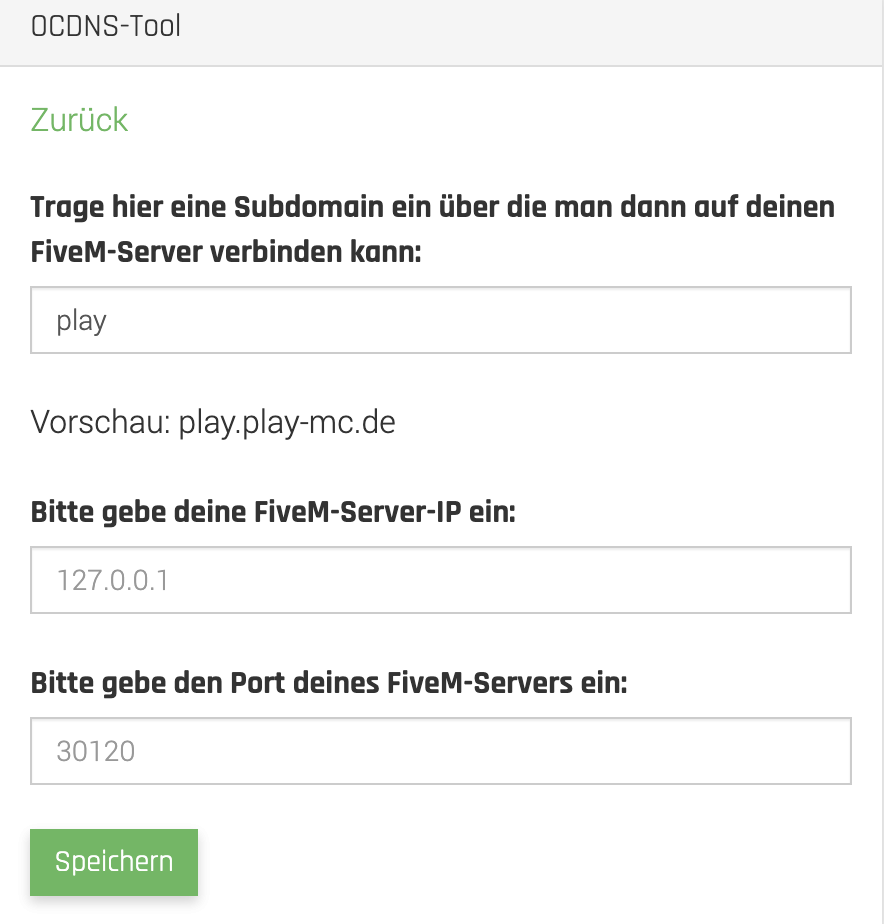 OCDNS-Tool
Zurück
Trage hier eine Subdomain ein über die man dann auf deinen
FiveM-Server verbinden kann:
play
Vorschau: play.play-mc.de
Bitte gebe deine FiveM-Server-IP ein:
127.0.0.1
Bitte gebe den Port deines FiveM-Servers ein:
30120
Speichern